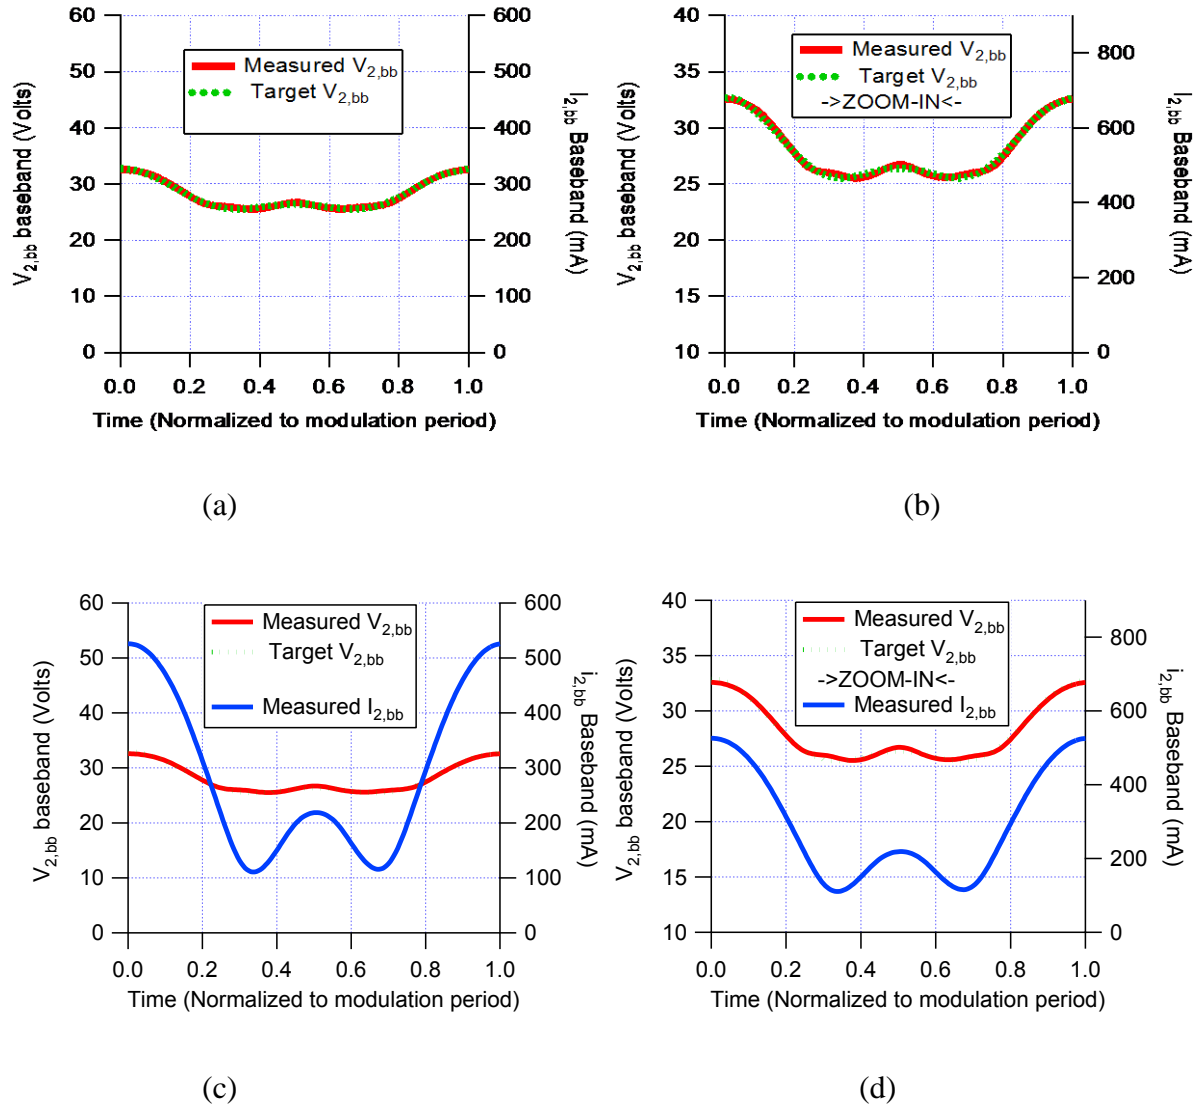 60
50
40
30
20
10
0
V2,bb baseband (Volts)
Measured V2,bb
Target V2,bb
600
500
400
300
200
100
0
I2,bb Baseband (mA)
0.0 0.2 0.4 0.6 0.8 1.0
Time (Normalized to modulation period)
(a)
40
35
30
25
20
15
10
V2,bb baseband (Volts)
Measured V2,bb
Target V2,bb
->ZOOM-IN<-
800
600
400
200
0
I2,bb Baseband (mA)
0.0 0.2 0.4 0.6 0.8 1.0
Time (Normalized to modulation period)
(b)
60
50
40
30
20
10
0
V2,bb baseband (Volts)
Measured V2,bb
Target V2,bb
Measured I2,bb
600
500
400
300
200
100
0
i2,bb Baseband (mA)
0.0 0.2 0.4 0.6 0.8 1.0
Time (Normalized to modulation period)
(c)
40
35
30
25
20
15
10
V2,bb baseband (Volts)
Measured V2,bb
Target V2,bb
->ZOOM-IN<-
Measured I2,bb
800
600
400
200
0
i2,bb Baseband (mA)
0.0 0.2 0.4 0.6 0.8 1.0
Time (Normalized to modulation period)
(d)